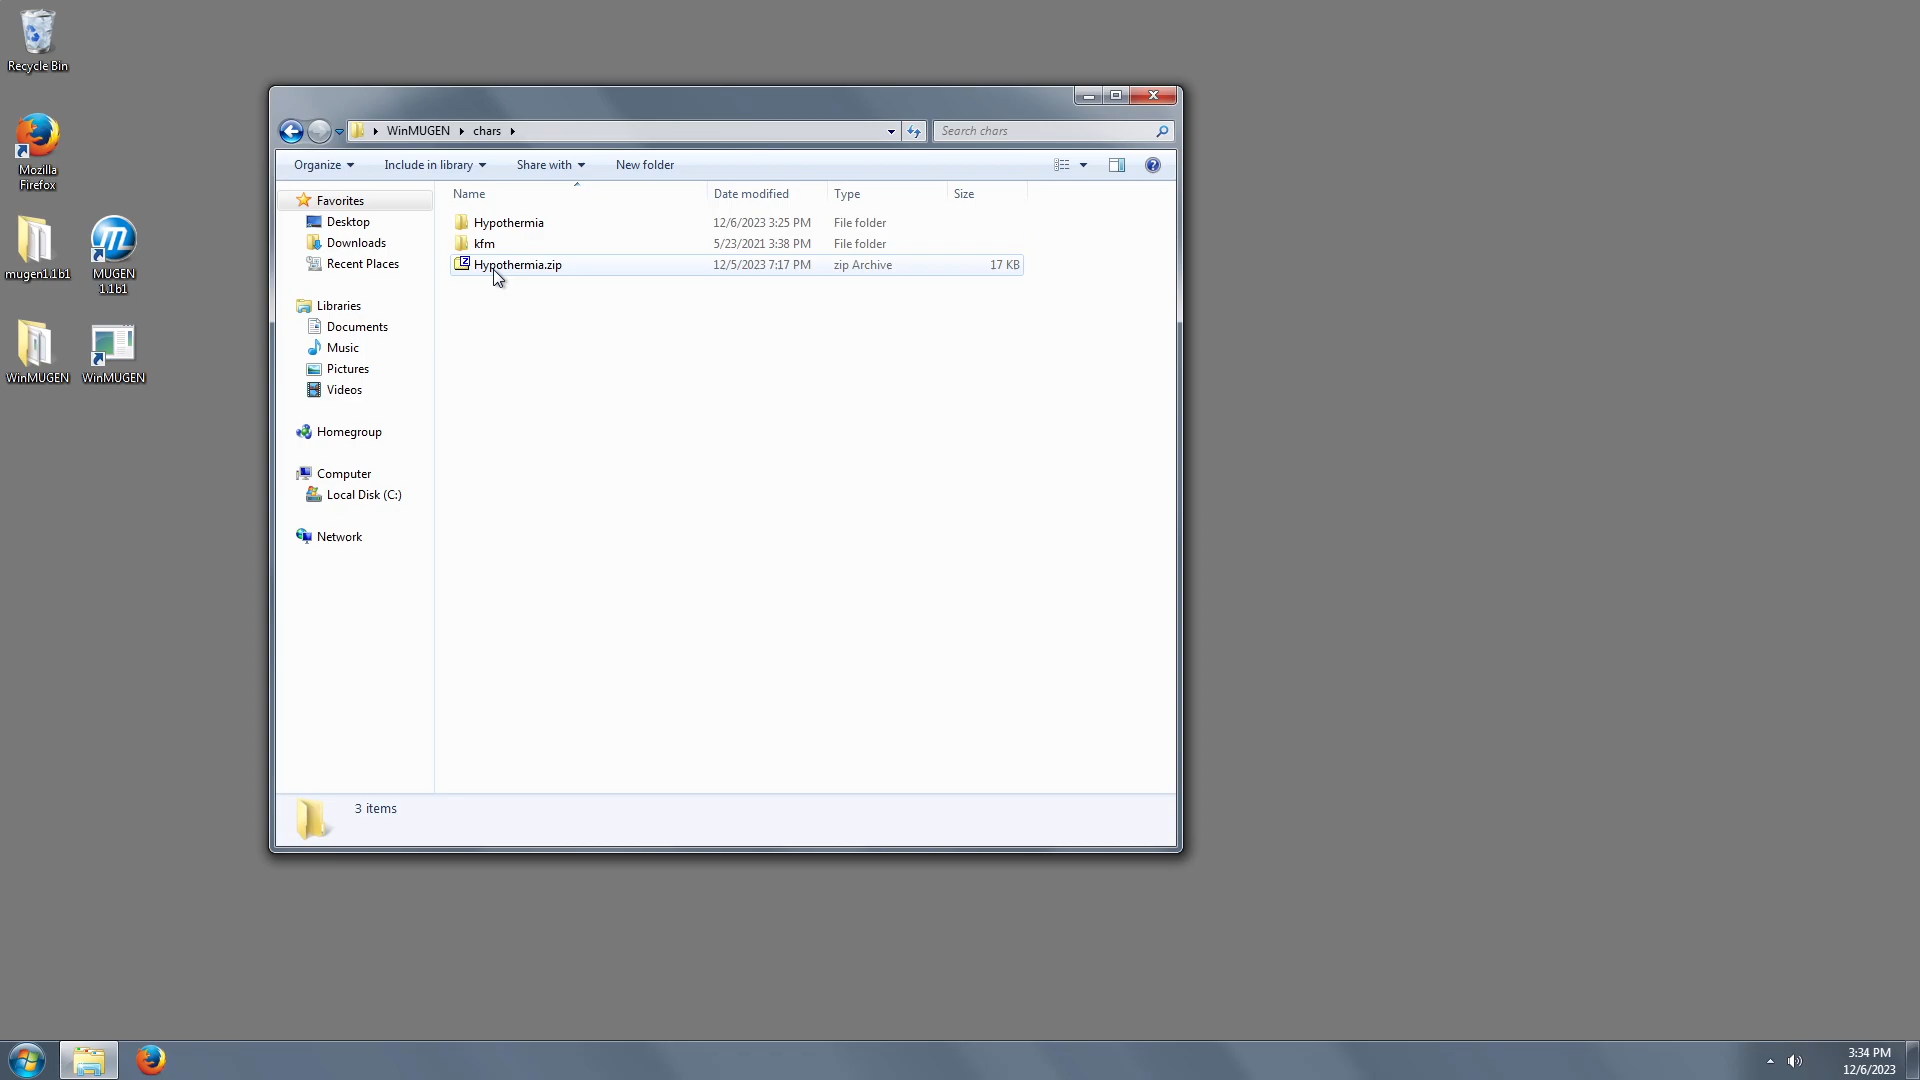 Recycle Bin
Mozilla
Firefox
mugen1.1b1
MUGEN
1.1b1
WinMUGEN
WinMUGEN
WinMUGEN
chars
Search chars
Organize
Include in library
Share with
New folder
Favorites
Desktop
Downloads
Recent Places
Libraries
Documents
Music
Pictures
Videos
Homegroup
Computer
Local Disk (C:)
Network
Name Date modified Type Size
Hypothermia 12/6/2023 3:25 PM File folder
kfm 5/23/2021 3:38 PM File folder
Hypothermia.zip 12/5/2023 7:17 PM zip Archive 17 KB
3 items
3:34 PM
12/6/2023